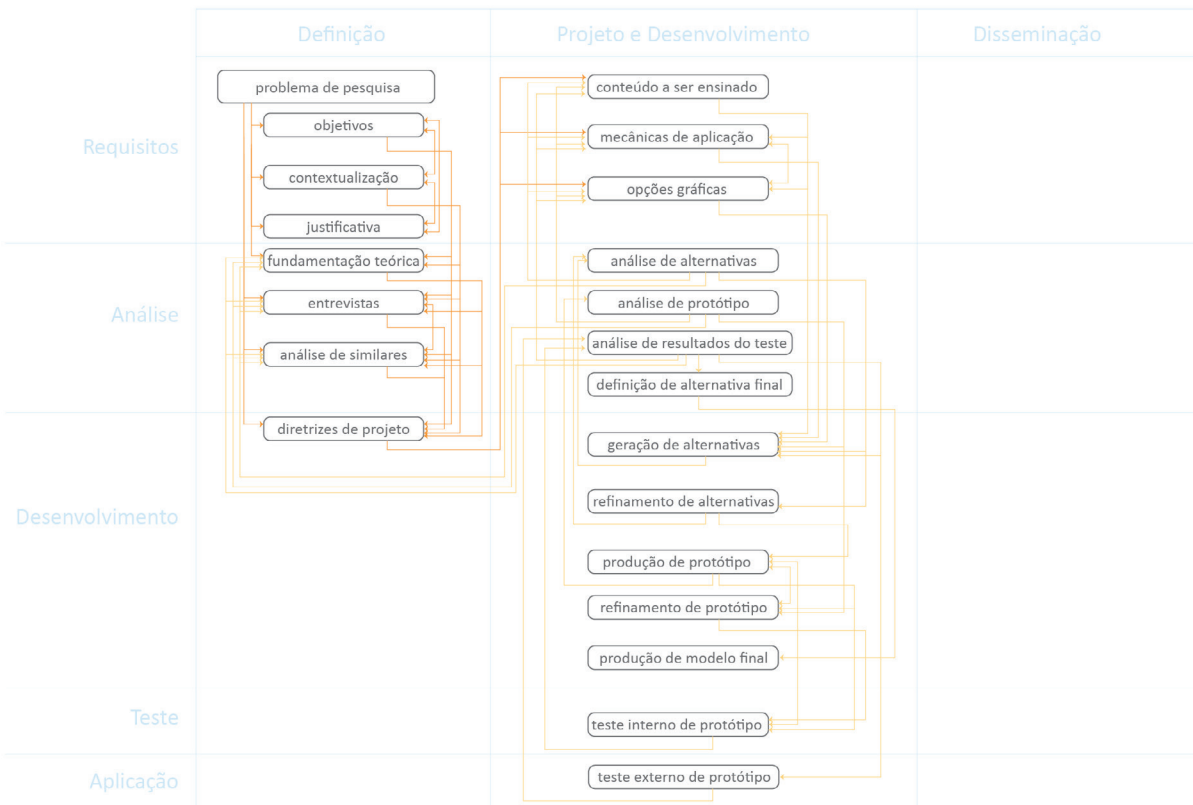 Definição
Projeto e Desenvolvimento
Disseminação
Requisitos
problema de pesquisa
objetivos
contextualização
justificativa
conteúdo a ser ensinado
mecânicas de aplicação
opções gráficas
Análise
fundamentação teórica
entrevistas
análise de similares
análise de alternativas
análise de protótipo
análise de resultados do teste
definição de alternativa final
Desenvolvimento
diretrizes de projeto
geração de alternativas
refinamento de alternativas
produção de protótipo
refinamento de protótipo
produção de modelo final
Teste
teste interno de protótipo
Aplicação
teste externo de protótipo